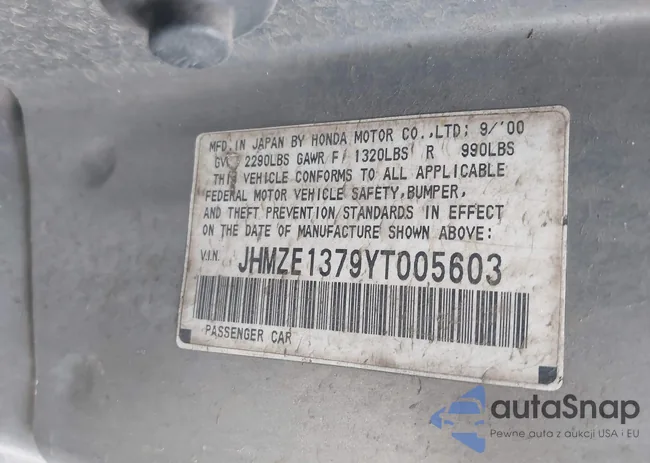 MFD. IN JAPAN BY HONDA MOTOR CO., LTD; 9/'00
GV 2290LBS GAWR F 1320LBS R 990LBS
THIS VEHICLE CONFORMS TO ALL APPLICABLE
FEDERAL MOTOR VEHICLE SAFETY, BUMPER,
AND THEFT PREVENTION STANDARDS IN EFFECT
ON THE DATE OF MANUFACTURE SHOWN ABOVE:
V.I.N. JHMZE1379YT005603
PASSENGER CAR
autaSnap
Pewne auta z aukcji USA i EU